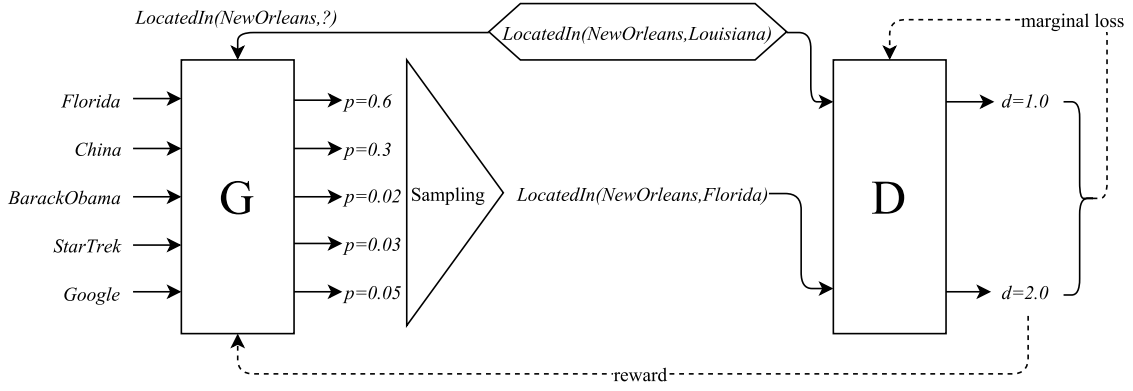 LocatedIn(NewOrleans,?)
LocatedIn(NewOrleans,Louisiana)
marginal loss
Florida
p=0.6
d=1.0
China
p=0.3
BarackObama
G
p=0.02
Sampling
LocatedIn(NewOrleans,Florida)
D
StarTrek
p=0.03
Google
p=0.05
d=2.0
reward